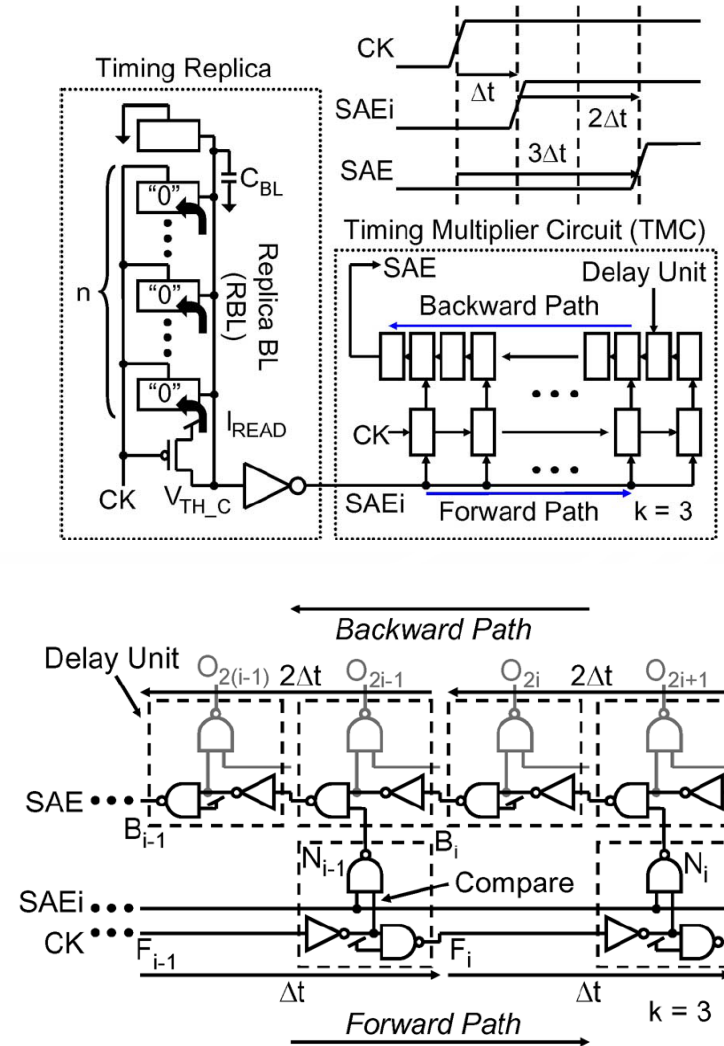 Timing Replica
CK
Δt
SAEi
2Δt
3Δt
SAE
C_BL
"0"
n
"0"
Replica BL
(RBL)
"0"
I_READ
CK
V_TH_C
Timing Multiplier Circuit (TMC)
SAE
Delay Unit
Backward Path
CK
SAEi
Forward Path
k = 3
Backward Path
Delay Unit
O_2(i-1)
2Δt
O_2i-1
O_2i
2Δt
O_2i+1
SAE
B_i-1
B_i
N_i-1
N_i
Compare
SAEi
CK
F_i-1
F_i
Δt
Δt
k = 3
Forward Path